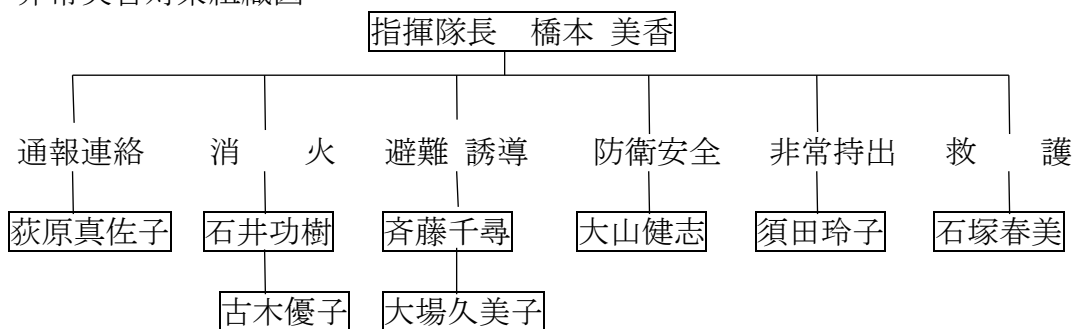 指揮隊長　橋本 美香
通報連絡　消　火　避難 誘導　防衛安全　非常持出　救　護
荻原真佐子　石井功樹　斉藤千尋　大山健志　須田玲子　石塚春美
古木優子　大場久美子